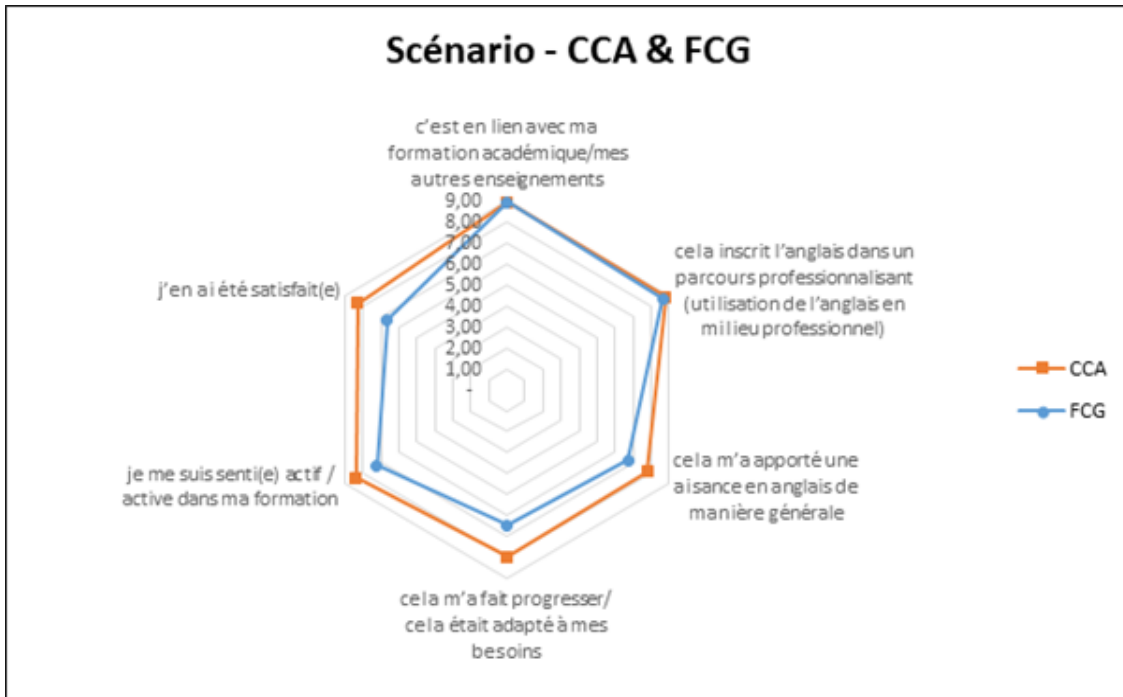 Scénario - CCA & FCG
c'est en lien avec ma
formation académique/mes
autres enseignements
9,00
8,00
7,00
6,00
5,00
4,00
3,00
2,00
1,00
-
cela inscrit l'anglais dans un
parcours professionnalisant
(utilisation de l'anglais en
milieu professionnel)
cela m'a apporté une
aisance en anglais de
manière générale
cela m'a fait progresser/
cela était adapté à mes
besoins
je me suis senti(e) actif /
active dans ma formation
j'en ai été satisfait(e)
CCA
FCG